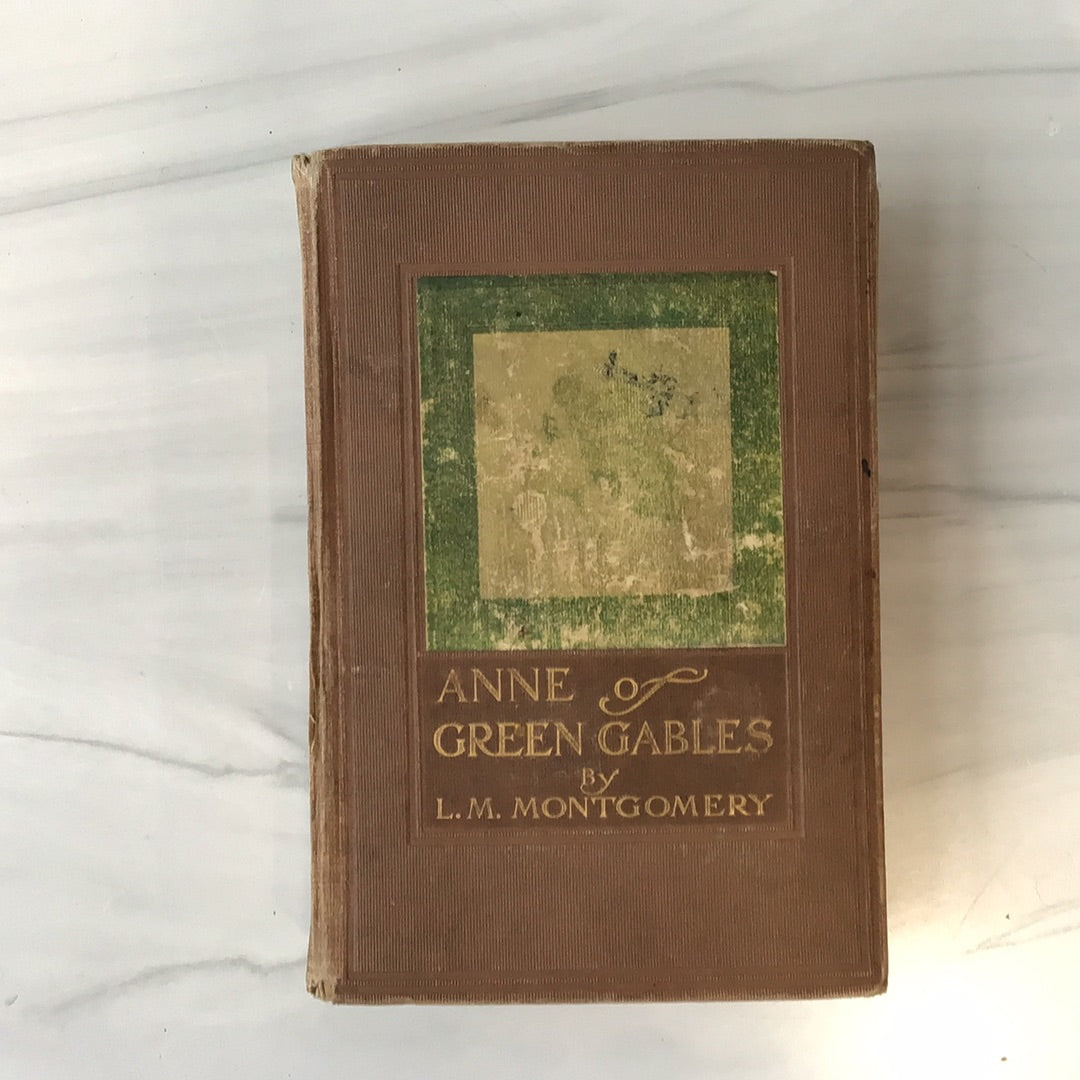 ANNE of
GREEN GABLES
By
L. M. MONTGOMERY